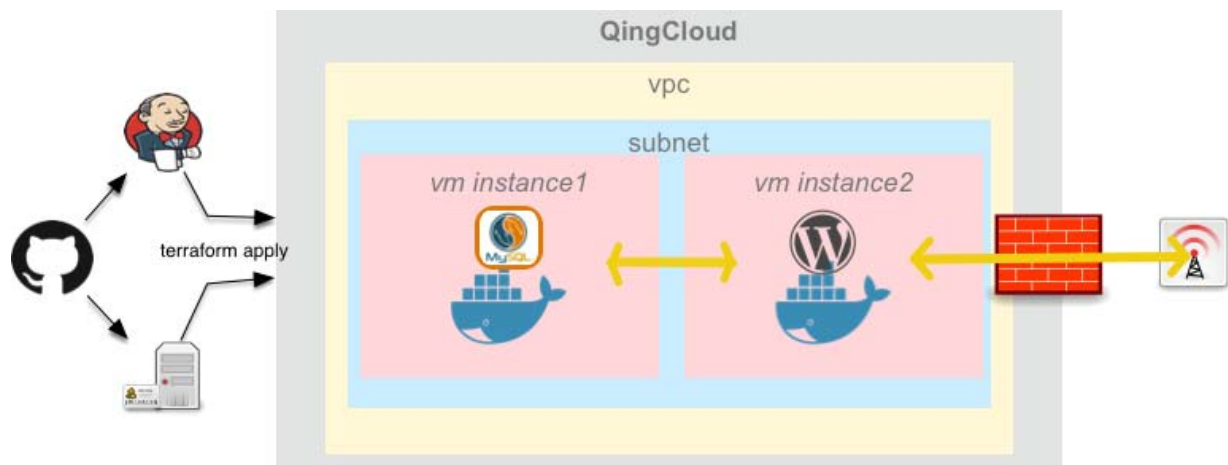 QingCloud
vpc
subnet
vm instance1
vm instance2
terraform apply
MySQL